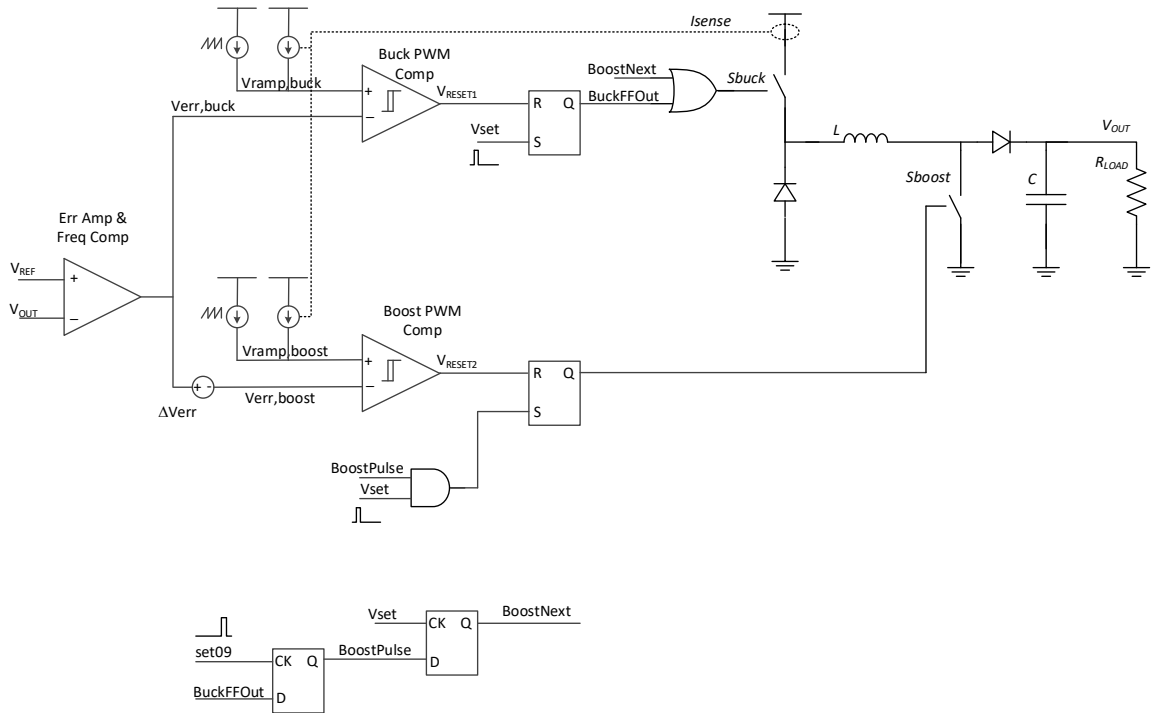 Isense
Buck PWM
Comp
Vramp,buck
+
−
VRESET1
Verr,buck
Vset
R Q
S
BoostNext
BuckFFOut
Sbuck
L
VOUT
Sboost
C
RLOAD
Err Amp &
Freq Comp
VREF
VOUT
+
−
Boost PWM
Comp
Vramp,boost
+
−
VRESET2
+ -
Verr,boost
ΔVerr
R Q
S
BoostPulse
Vset
Vset
CK Q
D
BoostNext
set09
CK Q
D
BoostPulse
BuckFFOut